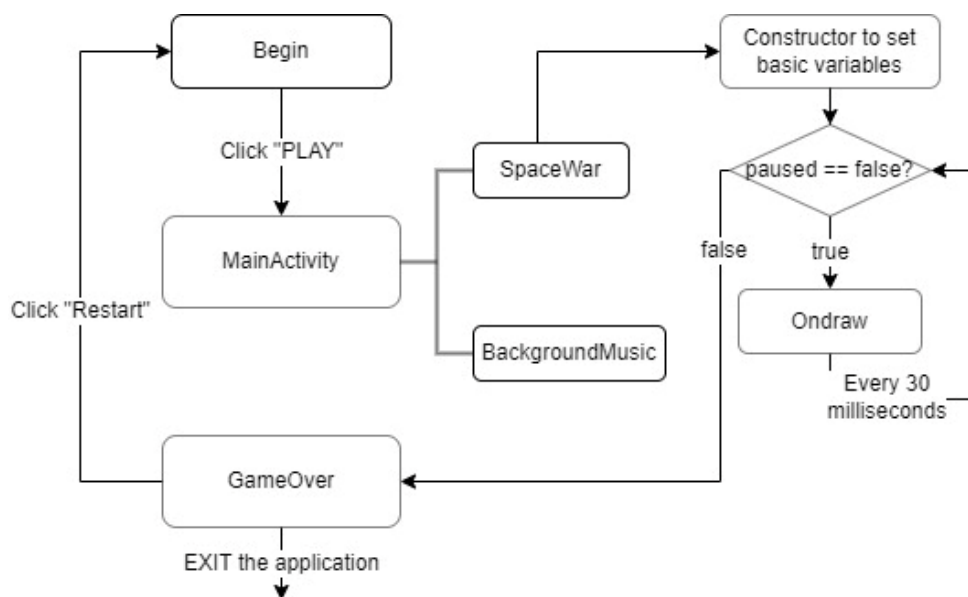 Begin
Constructor to set
basic variables
Click "PLAY"
SpaceWar
paused == false?
MainActivity
false
true
Click "Restart"
Ondraw
BackgroundMusic
Every 30
milliseconds
GameOver
EXIT the application